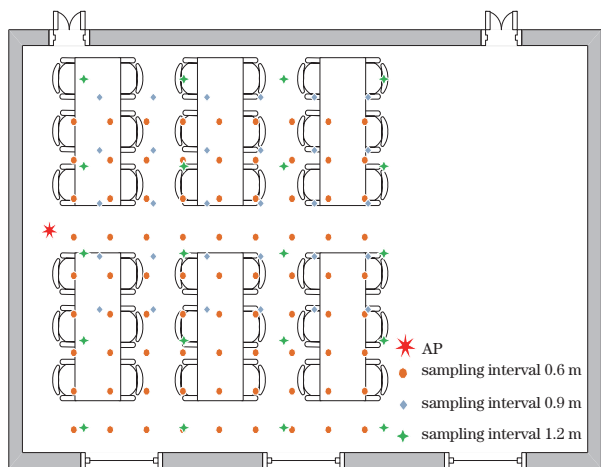 AP
sampling interval 0.6 m
sampling interval 0.9 m
sampling interval 1.2 m